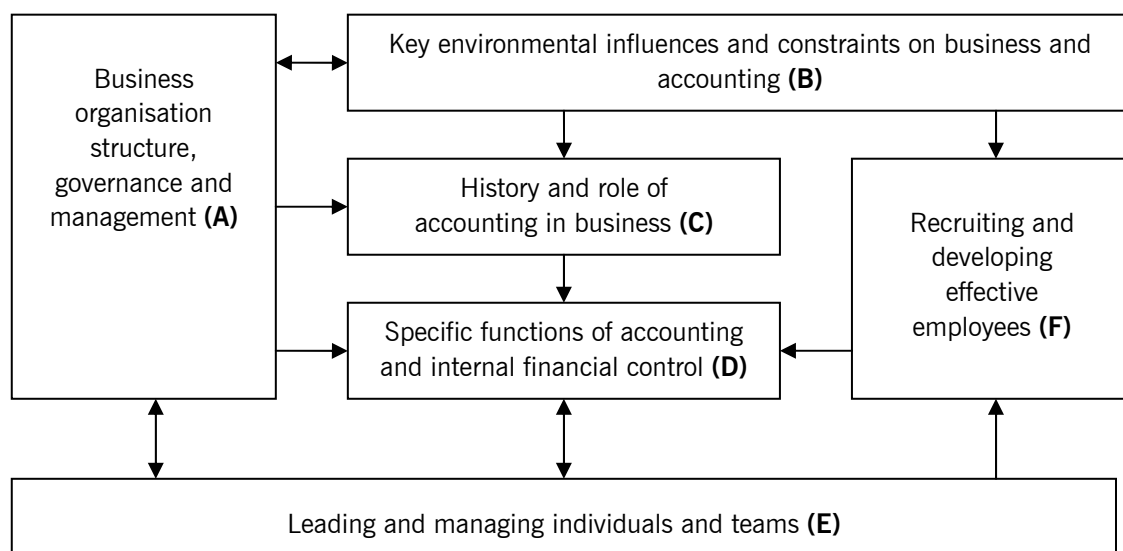 Business
organisation
structure,
governance and
management (A)
Key environmental influences and constraints on business and
accounting (B)
History and role of
accounting in business (C)
Specific functions of accounting
and internal financial control (D)
Recruiting and
developing
effective
employees (F)
Leading and managing individuals and teams (E)